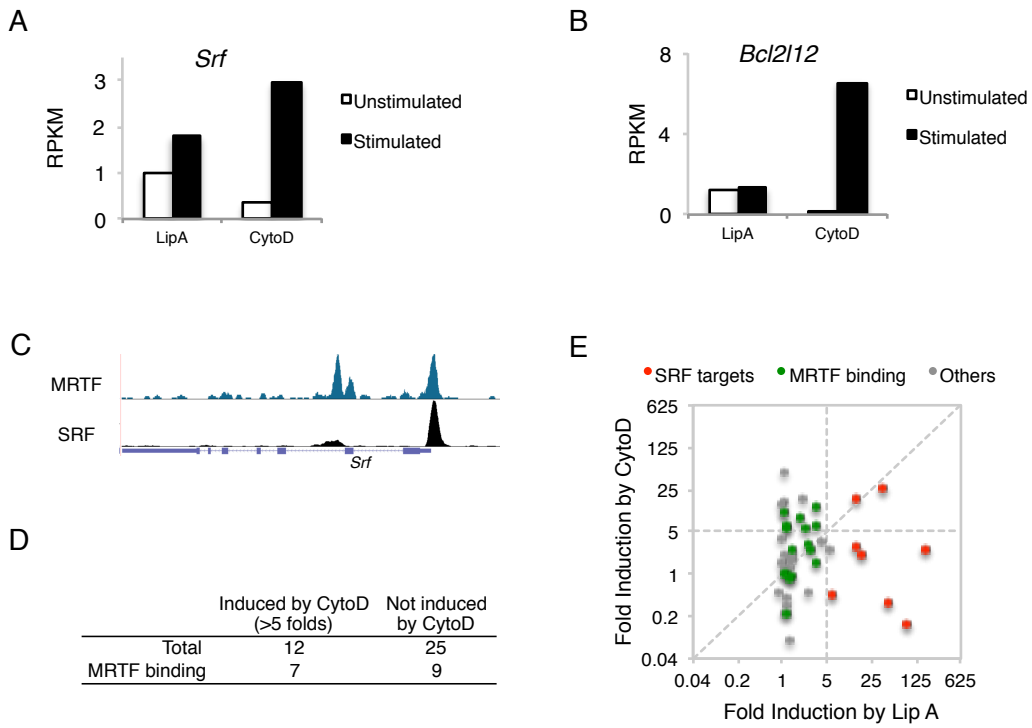 A
Srf
RPKM
3
2
1
0
LipA
CytoD
Unstimulated
Stimulated
B
Bcl2l12
RPKM
8
4
0
LipA
CytoD
Unstimulated
Stimulated
C
MRTF
SRF
Srf
D
Induced by CytoD (>5 folds)
Not induced by CytoD
Total 12 25
MRTF binding 7 9
E
SRF targets MRTF binding Others
Fold Induction by CytoD
625
125
25
5
1
0.2
0.04
0.04 0.2 1 5 25 125 625
Fold Induction by Lip A